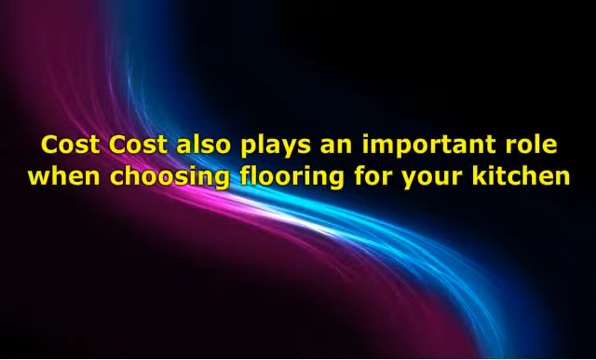 Cost Cost also plays an important role
when choosing flooring for your kitchen